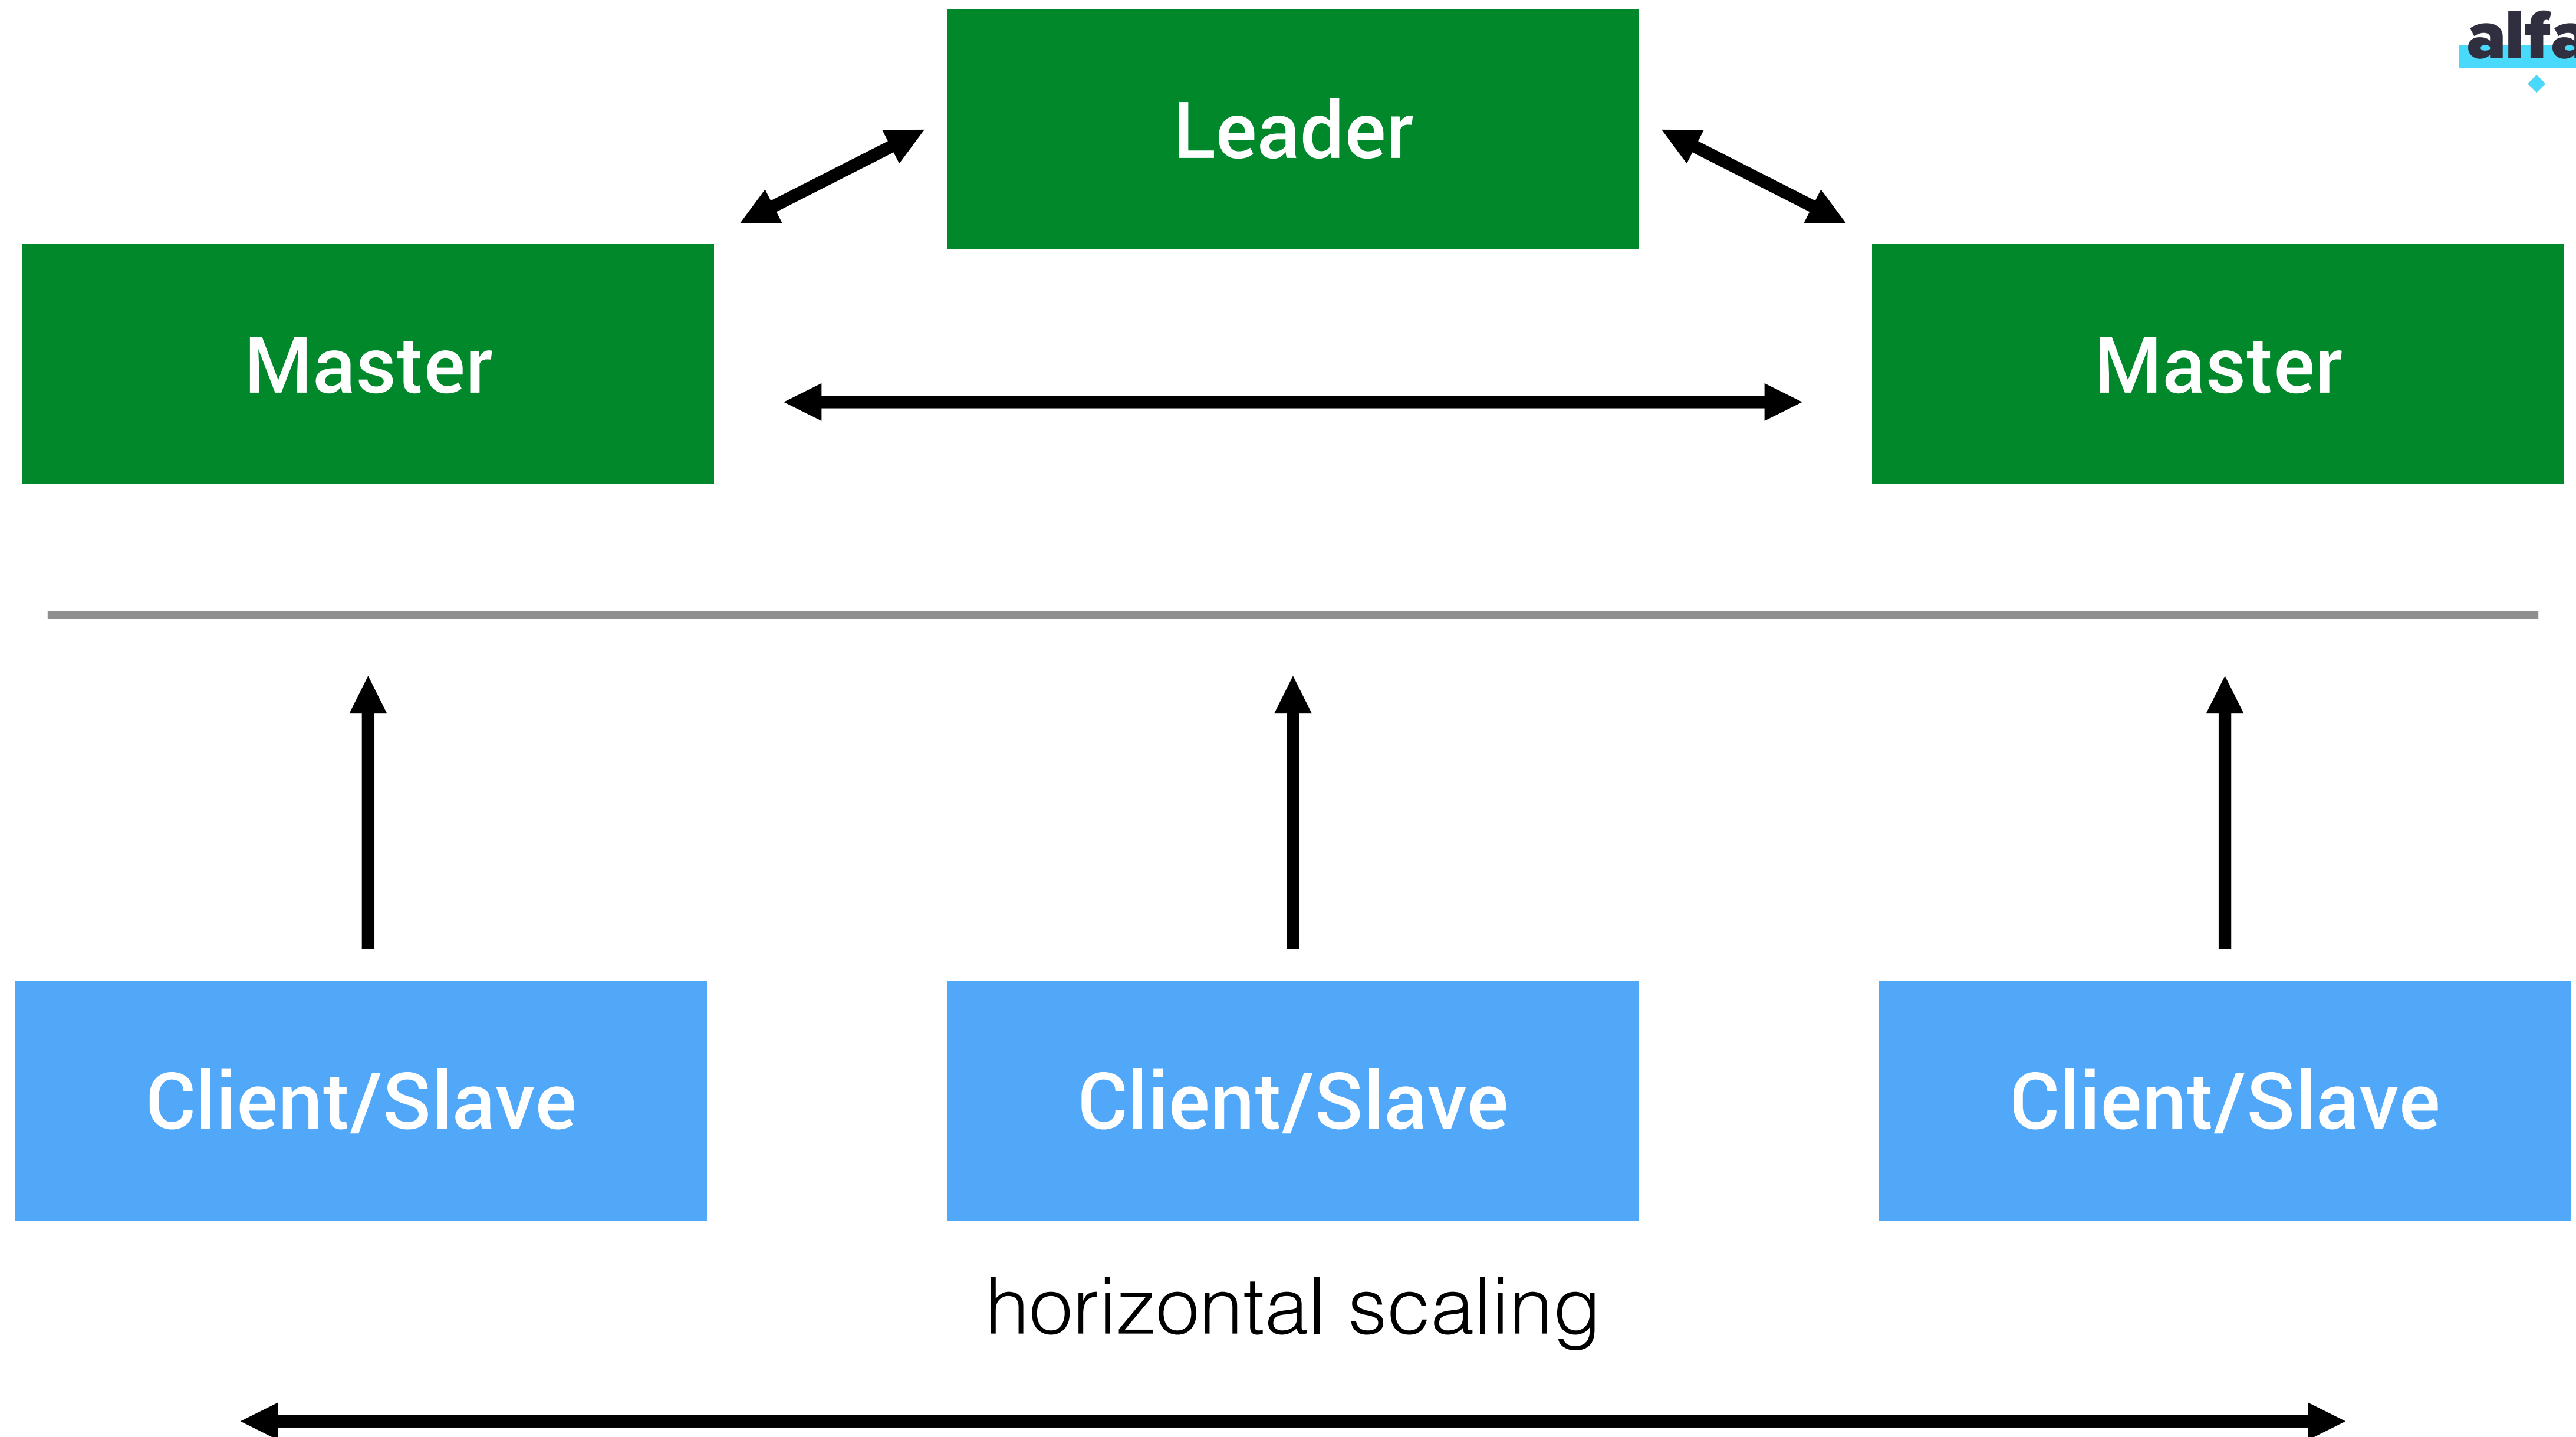 alfa
Leader
Master
Master
Client/Slave
Client/Slave
Client/Slave
horizontal scaling